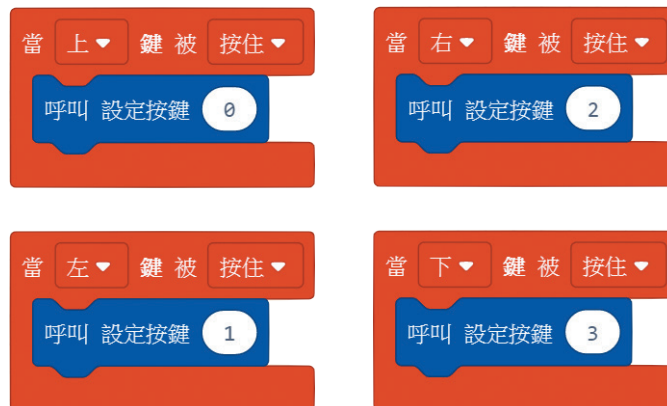 當 上 鍵 被 按住
呼叫 設定按鍵 0
當 右 鍵 被 按住
呼叫 設定按鍵 2
當 左 鍵 被 按住
呼叫 設定按鍵 1
當 下 鍵 被 按住
呼叫 設定按鍵 3